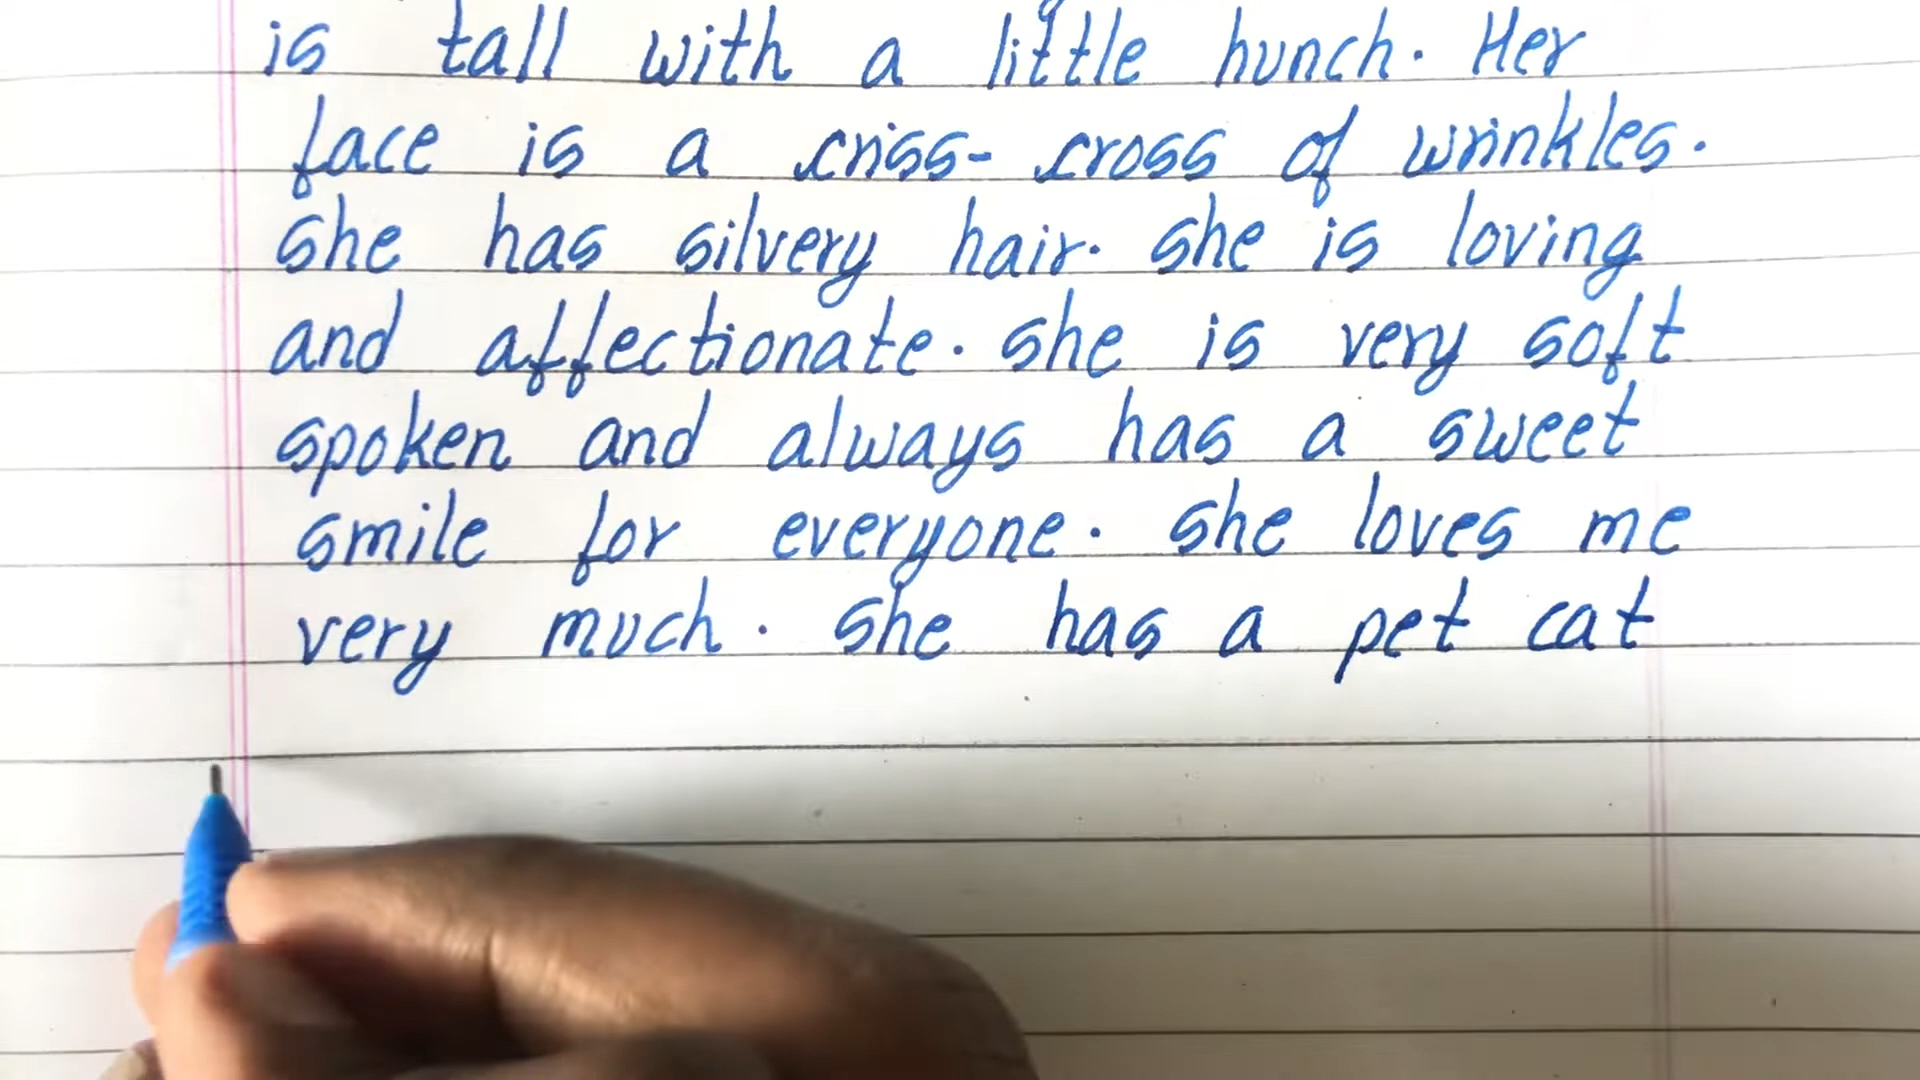 is tall with a little hunch. Her
face is a criss-cross of wrinkles.
she has silvery hair. she is loving
and affectionate. she is very soft
spoken and always has a sweet
smile for everyone. she loves me
very much. she has a pet cat